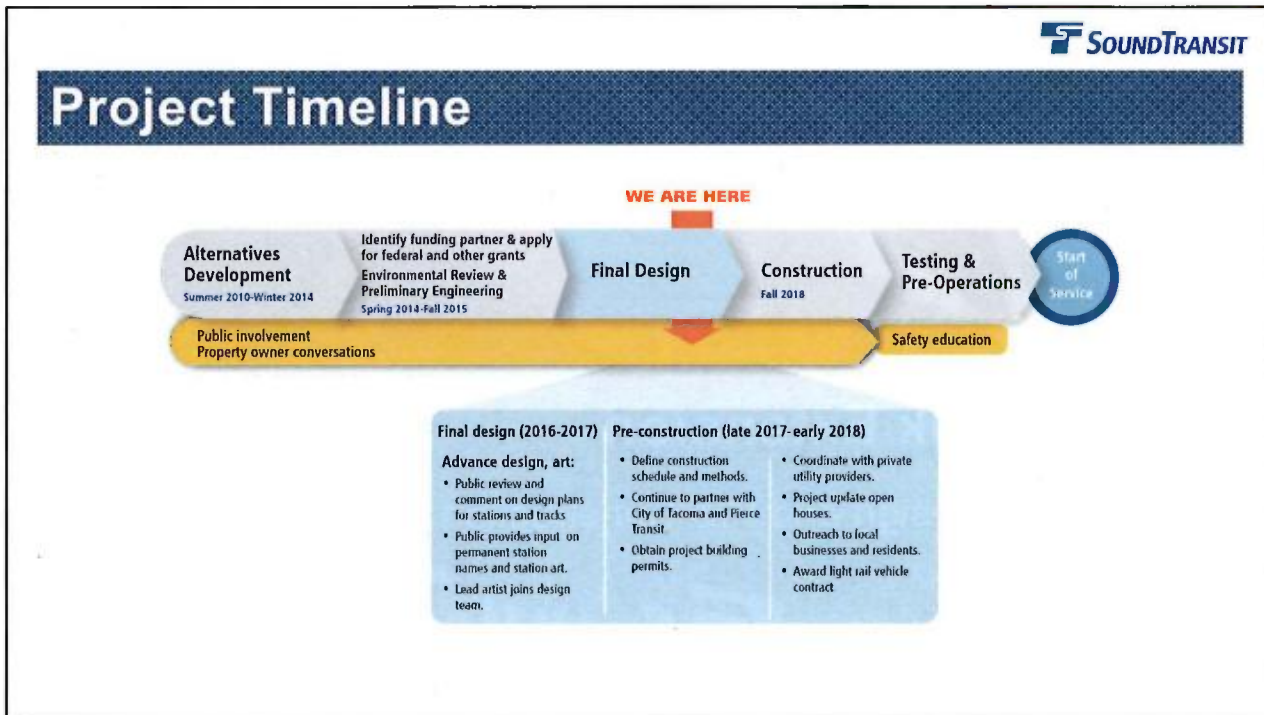 SOUNDTRANSIT
Project Timeline
WE ARE HERE
Alternatives
Development
Summer 2010-Winter 2014
Identify funding partner & apply
for federal and other grants
Environmental Review &
Preliminary Engineering
Spring 2014-Fall 2015
Final Design
Construction
Fall 2018
Testing &
Pre-Operations
Start
of
Service
Public involvement
Property owner conversations
Safety education
Final design (2016-2017)
Advance design, art:
• Public review and
comment on design plans
for stations and tracks
• Public provides input on
permanent station
names and station art.
• Lead artist joins design
team.
Pre-construction (late 2017-early 2018)
• Define construction
schedule and methods.
• Continue to partner with
City of Tacoma and Pierce
Transit
• Obtain project building
permits.
• Coordinate with private
utility providers.
• Project update open
houses.
• Outreach to local
businesses and residents.
• Award light rail vehicle
contract